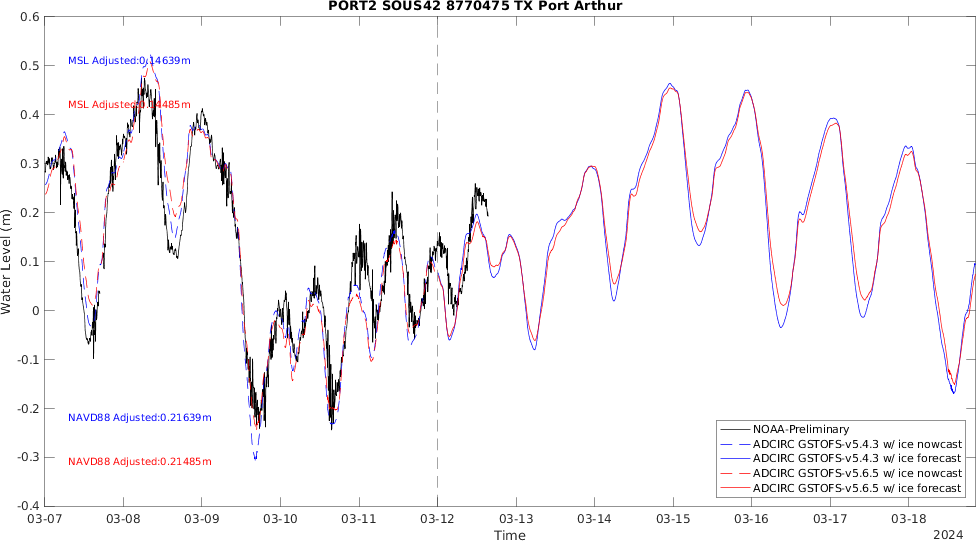 PORT2 SOUS42 8770475 TX Port Arthur
0.6
0.5
0.4
0.3
0.2
0.1
0
-0.1
-0.2
-0.3
-0.4
Water Level (m)
MSL Adjusted:0.14639m
MSL Adjusted:0.14485m
NAVD88 Adjusted:0.21639m
NAVD88 Adjusted:0.21485m
NOAA-Preliminary
ADCIRC GSTOFS-v5.4.3 w/ ice nowcast
ADCIRC GSTOFS-v5.4.3 w/ ice forecast
ADCIRC GSTOFS-v5.6.5 w/ ice nowcast
ADCIRC GSTOFS-v5.6.5 w/ ice forecast
03-07 03-08 03-09 03-10 03-11 03-12 03-13 03-14 03-15 03-16 03-17 03-18
Time
2024